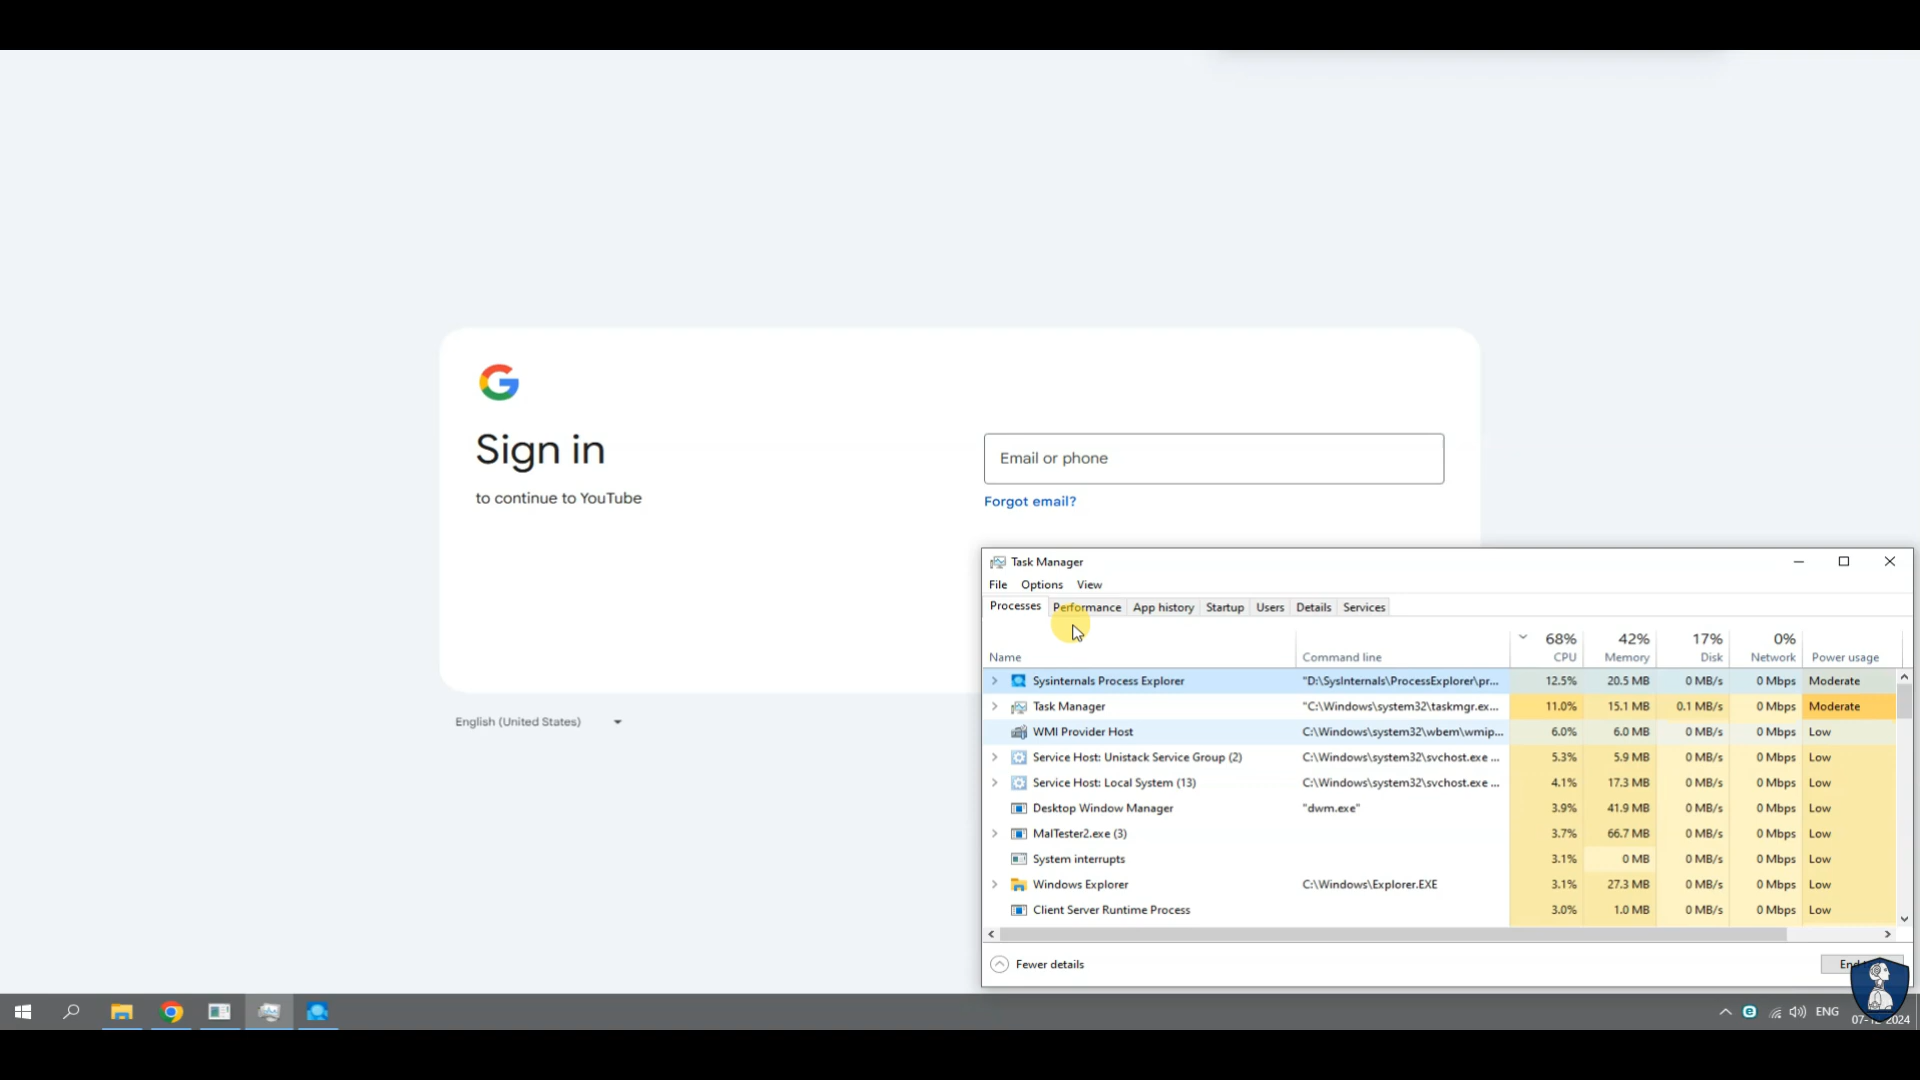 Sign in
to continue to YouTube
Email or phone
Forgot email?
English (United States)
Task Manager
File Options View
Processes Performance App history Startup Users Details Services
68% 42% 17% 0%
Name Command line CPU Memory Disk Network Power usage
Sysinternals Process Explorer "D:\SysInternals\ProcessExplorer\pr... 12.5% 20.5 MB 0 MB/s 0 Mbps Moderate
Task Manager "C:\Windows\system32\taskmgr.ex... 11.0% 15.1 MB 0.1 MB/s 0 Mbps Moderate
WMI Provider Host C:\Windows\system32\wbem\wmip... 6.0% 6.0 MB 0 MB/s 0 Mbps Low
Service Host: Unistack Service Group (2) C:\Windows\system32\svchost.exe ... 5.3% 5.9 MB 0 MB/s 0 Mbps Low
Service Host: Local System (13) C:\Windows\system32\svchost.exe ... 4.1% 17.3 MB 0 MB/s 0 Mbps Low
Desktop Window Manager "dwm.exe" 3.9% 41.9 MB 0 MB/s 0 Mbps Low
MalTester2.exe (3) 3.7% 66.7 MB 0 MB/s 0 Mbps Low
System interrupts 3.1% 0 MB 0 MB/s 0 Mbps Low
Windows Explorer C:\Windows\Explorer.EXE 3.1% 27.3 MB 0 MB/s 0 Mbps Low
Client Server Runtime Process 3.0% 1.0 MB 0 MB/s 0 Mbps Low
Fewer details End
ENG